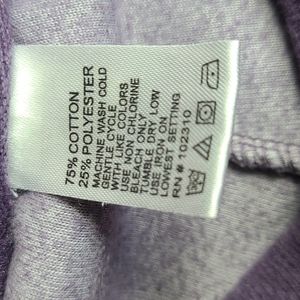 75% COTTON
25% POLYESTER
MACHINE WASH COLD
GENTLE CYCLE
WITH LIKE COLORS
USE NON CHLORINE
BLEACH ONLY
TUMBLE DRY LOW
USE IRON ON
LOWEST SETTING
RN # 102310